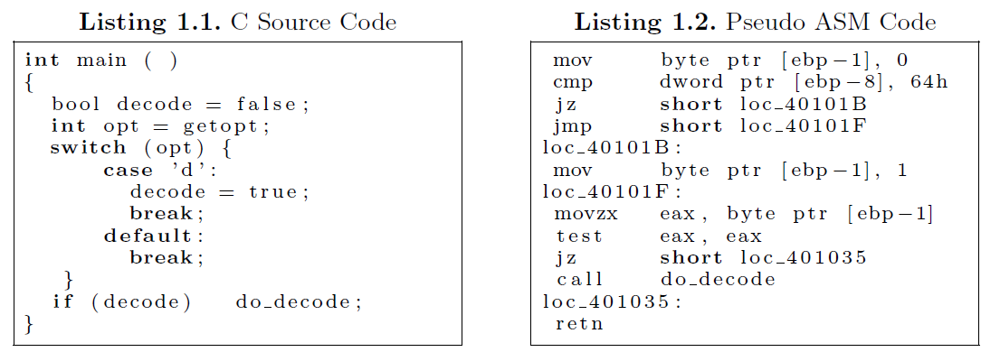 Listing 1.1. C Source Code
int main ( )
{
bool decode = false;
int opt = getopt;
switch (opt) {
case 'd':
decode = true;
break;
default:
break;
}
if (decode) do_decode;
}
Listing 1.2. Pseudo ASM Code
mov byte ptr [ebp-1], 0
cmp dword ptr [ebp-8], 64h
jz short loc_40101B
jmp short loc_40101F
loc_40101B:
mov byte ptr [ebp-1], 1
loc_40101F:
movzx eax, byte ptr [ebp-1]
test eax, eax
jz short loc_401035
call do_decode
loc_401035:
retn